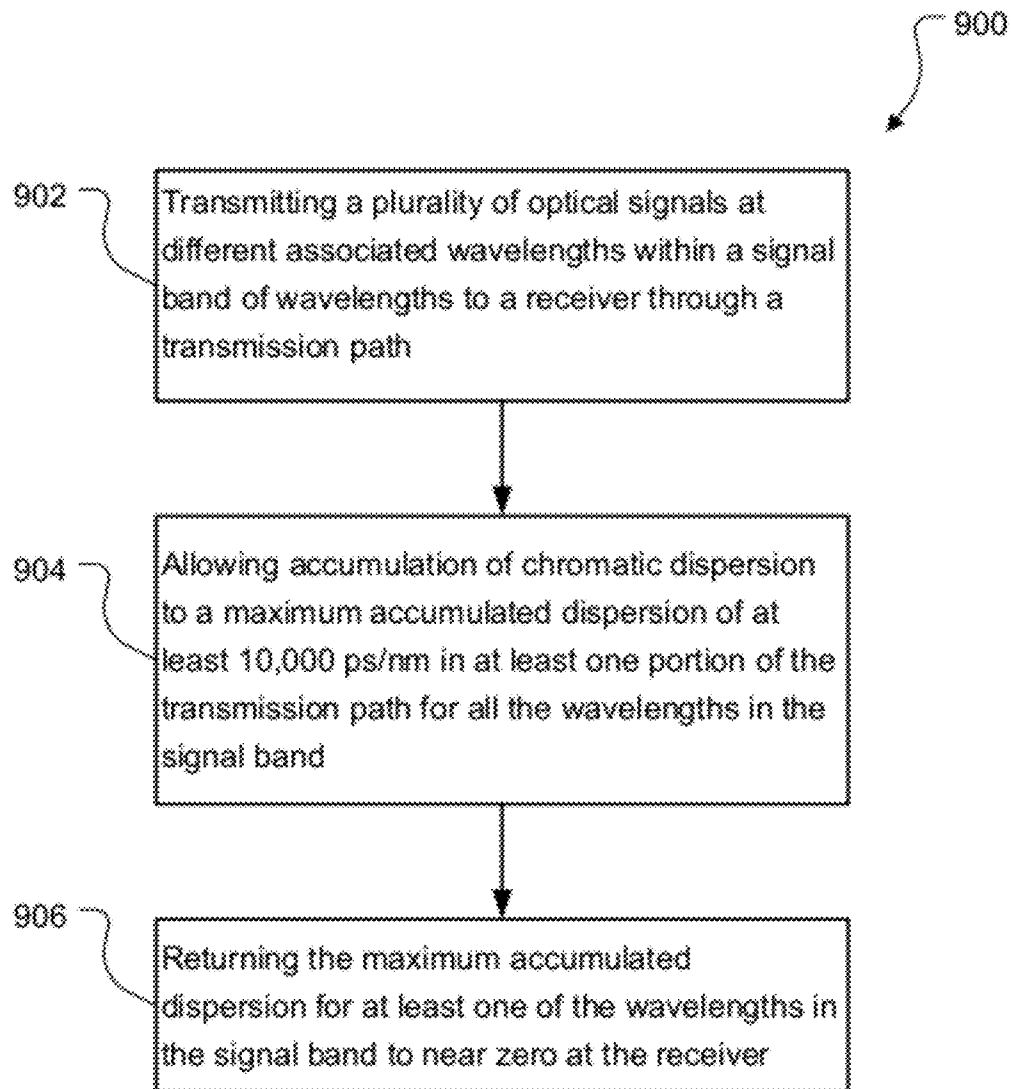 900
902
Transmitting a plurality of optical signals at
different associated wavelengths within a signal
band of wavelengths to a receiver through a
transmission path
904
Allowing accumulation of chromatic dispersion
to a maximum accumulated dispersion of at
least 10,000 ps/nm in at least one portion of the
transmission path for all the wavelengths in the
signal band
906
Returning the maximum accumulated
dispersion for at least one of the wavelengths in
the signal band to near zero at the receiver